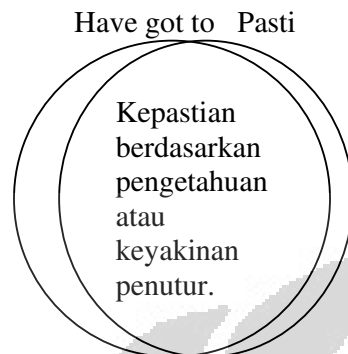 Have got to Pasti
Kepastian
berdasarkan
pengetahuan
atau
keyakinan
penutur.